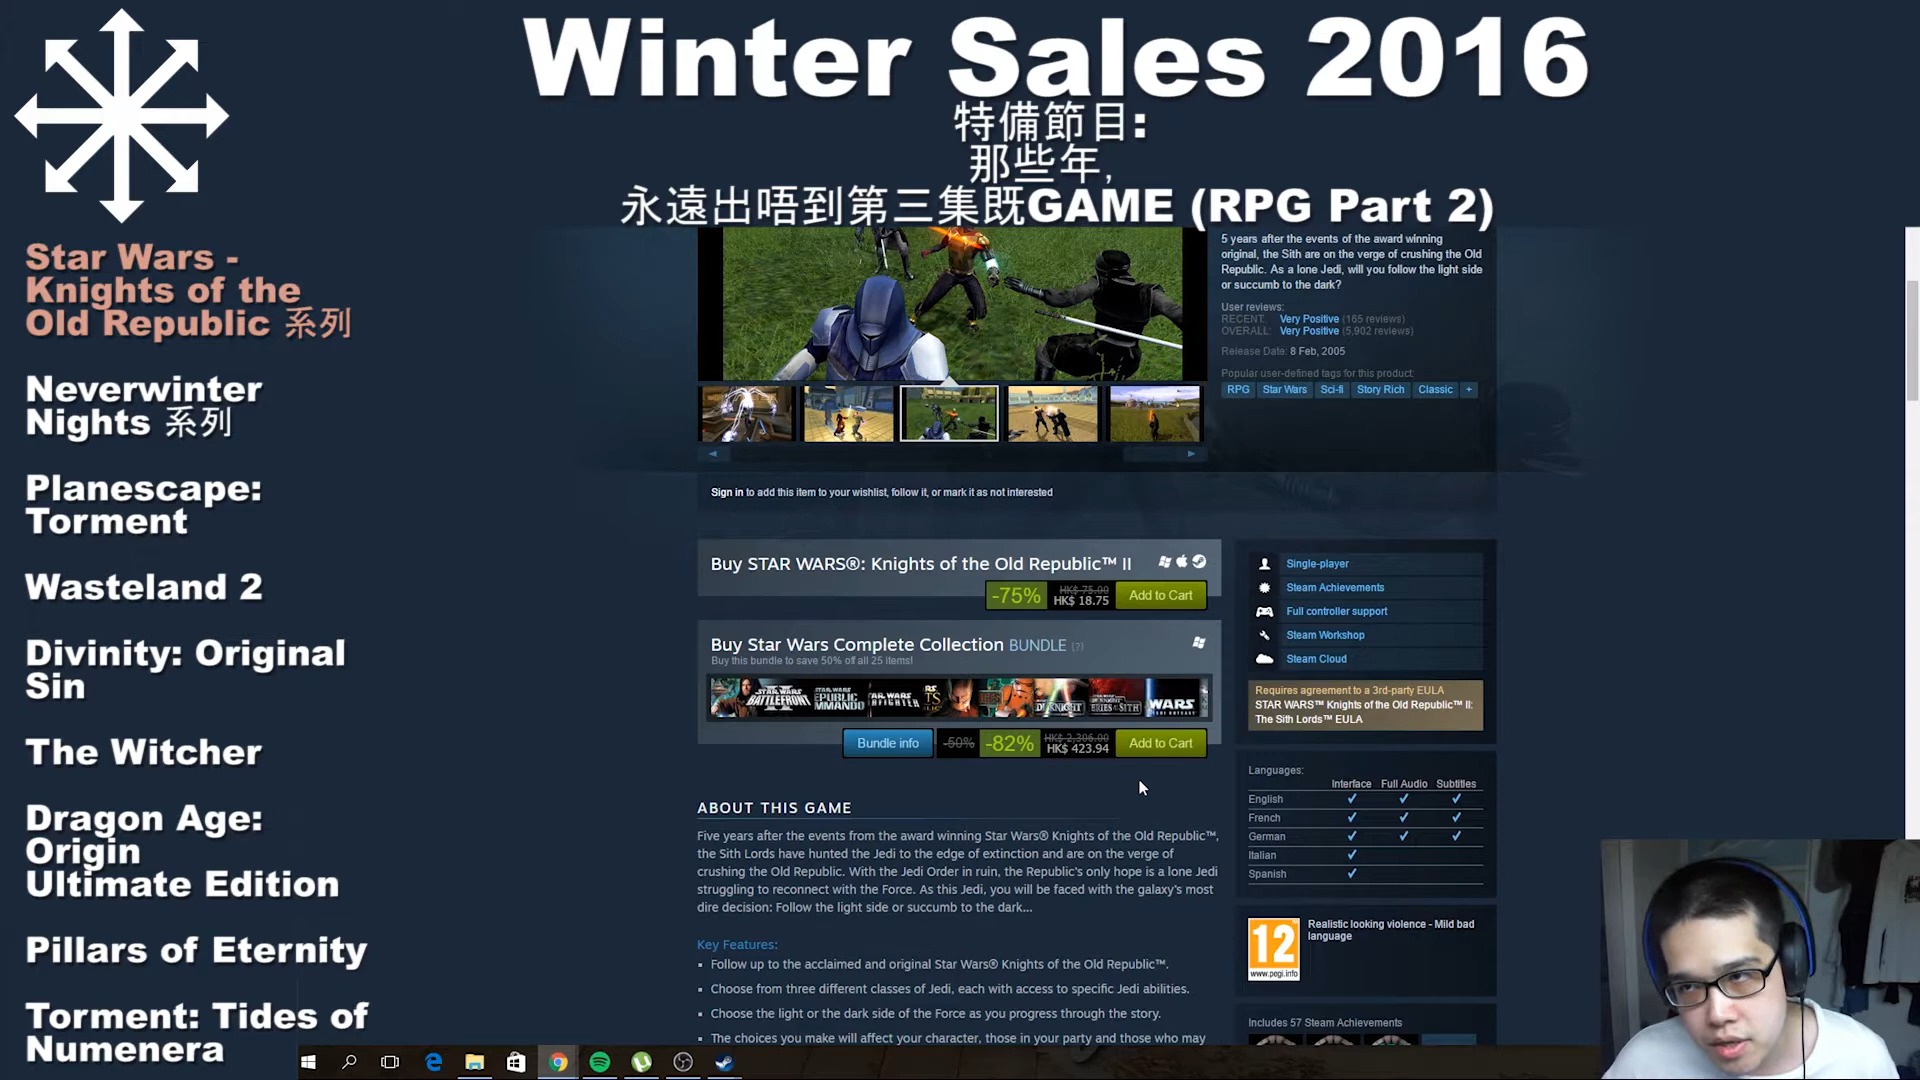 Winter Sales 2016
特備節目:
那些年,
永遠出唔到第三集既GAME (RPG Part 2)
Star Wars -
Knights of the
Old Republic 系列
Neverwinter
Nights 系列
Planescape:
Torment
Wasteland 2
Divinity: Original
Sin
The Witcher
Dragon Age:
Origin
Ultimate Edition
Pillars of Eternity
Torment: Tides of
Numenera
5 years after the events of the award winning
original, the Sith are on the verge of crushing the Old
Republic. As a lone Jedi, will you follow the light side
or succumb to the dark?
User reviews:
RECENT: Very Positive (165 reviews)
OVERALL: Very Positive (5,902 reviews)
Release Date: 8 Feb, 2005
Popular user-defined tags for this product:
RPG Star Wars Sci-fi Story Rich Classic +
Sign in to add this item to your wishlist, follow it, or mark it as not interested
Buy STAR WARS®: Knights of the Old Republic™ II
-75% HK$ 75.00 HK$ 18.75 Add to Cart
Buy Star Wars Complete Collection BUNDLE (?)
Buy this bundle to save 50% off all 25 items!
Bundle info -50% -82% HK$ 2,306.00 HK$ 423.94 Add to Cart
ABOUT THIS GAME
Five years after the events from the award winning Star Wars® Knights of the Old Republic™,
the Sith Lords have hunted the Jedi to the edge of extinction and are on the verge of
crushing the Old Republic. With the Jedi Order in ruin, the Republic's only hope is a lone Jedi
struggling to reconnect with the Force. As this Jedi, you will be faced with the galaxy's most
dire decision: Follow the light side or succumb to the dark...
Key Features:
Follow up to the acclaimed and original Star Wars® Knights of the Old Republic™.
Choose from three different classes of Jedi, each with access to specific Jedi abilities.
Choose the light or the dark side of the Force as you progress through the story.
The choices you make will affect your character, those in your party and those who may
Single-player
Steam Achievements
Full controller support
Steam Workshop
Steam Cloud
Requires agreement to a 3rd-party EULA
STAR WARS™ Knights of the Old Republic™ II:
The Sith Lords™ EULA
Languages:
Interface Full Audio Subtitles
English ✓ ✓ ✓
French ✓ ✓ ✓
German ✓ ✓ ✓
Italian ✓
Spanish ✓
12
www.pegi.info
Realistic looking violence - Mild bad
language
Includes 57 Steam Achievements